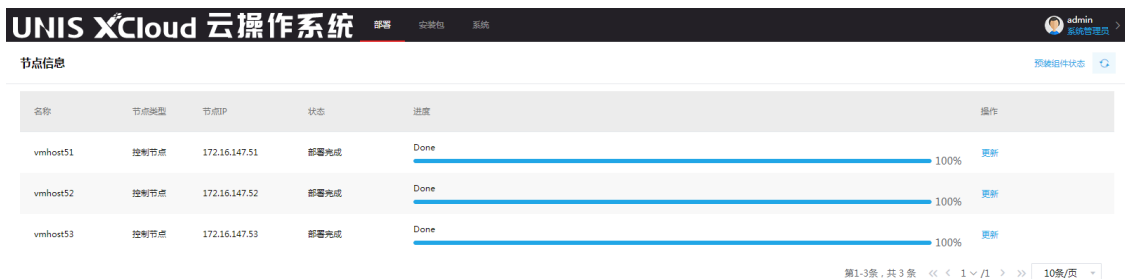 UNIS XCloud 云操作系统 部署 安装包 系统 admin
系统管理员
节点信息 预装组件状态
名称 节点类型 节点IP 状态 进度 操作
vmhost51 控制节点 172.16.147.51 部署完成 Done 100% 更新
vmhost52 控制节点 172.16.147.52 部署完成 Done 100% 更新
vmhost53 控制节点 172.16.147.53 部署完成 Done 100% 更新
第1-3条，共 3 条 << < 1 /1 > >> 10条/页